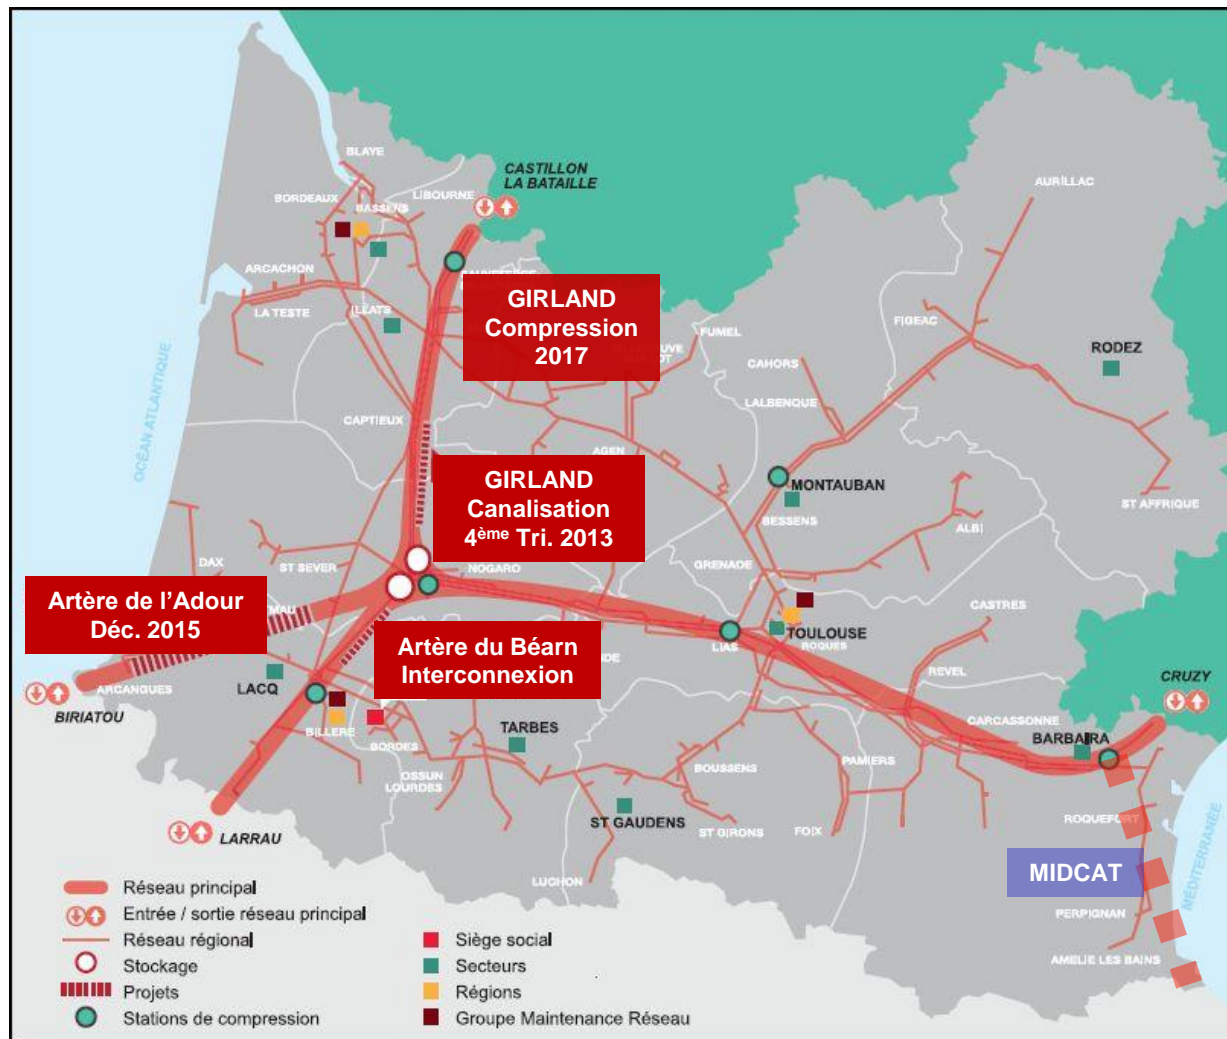 BLAYE
CASTILLON
LA BATAILLE
LIBOURNE
BORDEAUX
BASSENS
AURILLAC
ARCACHON
LA TESTE
ILLATS
GIRLAND
Compression
2017
FUMEL
FIGEAC
CAHORS
RODEZ
LALBENQUE
OCÉAN ATLANTIQUE
CAPTIEUX
AGEN
GIRLAND
Canalisation
4ème Tri. 2013
MONTAUBAN
BESSENS
ST AFFRIQUE
ALBI
DAX
ST SEVER
NOGARO
GRENADE
Artère de l'Adour
Déc. 2015
CASTRES
TOULOUSE
ROQUES
LIAS
Artère du Béarn
Interconnexion
REVEL
CRUZY
ARCANGUES
LACQ
BIRIATOU
BILLERE
BORDES
TARBES
CARCASSONNE
BARBAIRA
OSSUN
LOURDES
BOUSSENS
PAMIERS
ST GAUDENS
ST GIRONS
FOIX
ROQUEFORT
MÉDITERRANÉE
LARRAU
LUCHON
MIDCAT
PERPIGNAN
AMELIE LES BAINS
Réseau principal
Entrée / sortie réseau principal
Réseau régional
Stockage
Projets
Stations de compression
Siège social
Secteurs
Régions
Groupe Maintenance Réseau